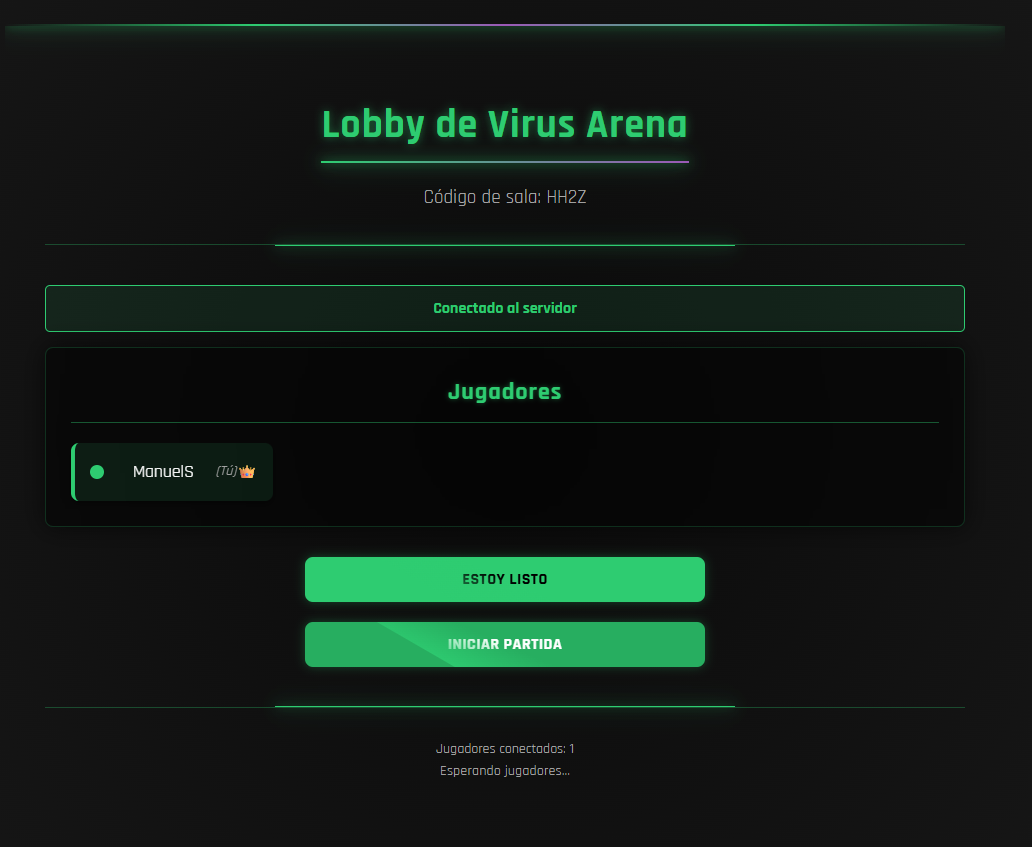 Lobby de Virus Arena
Código de sala: HH2Z
Conectado al servidor
Jugadores
ManuelS (Tú)
ESTOY LISTO
INICIAR PARTIDA
Jugadores conectados: 1
Esperando jugadores...